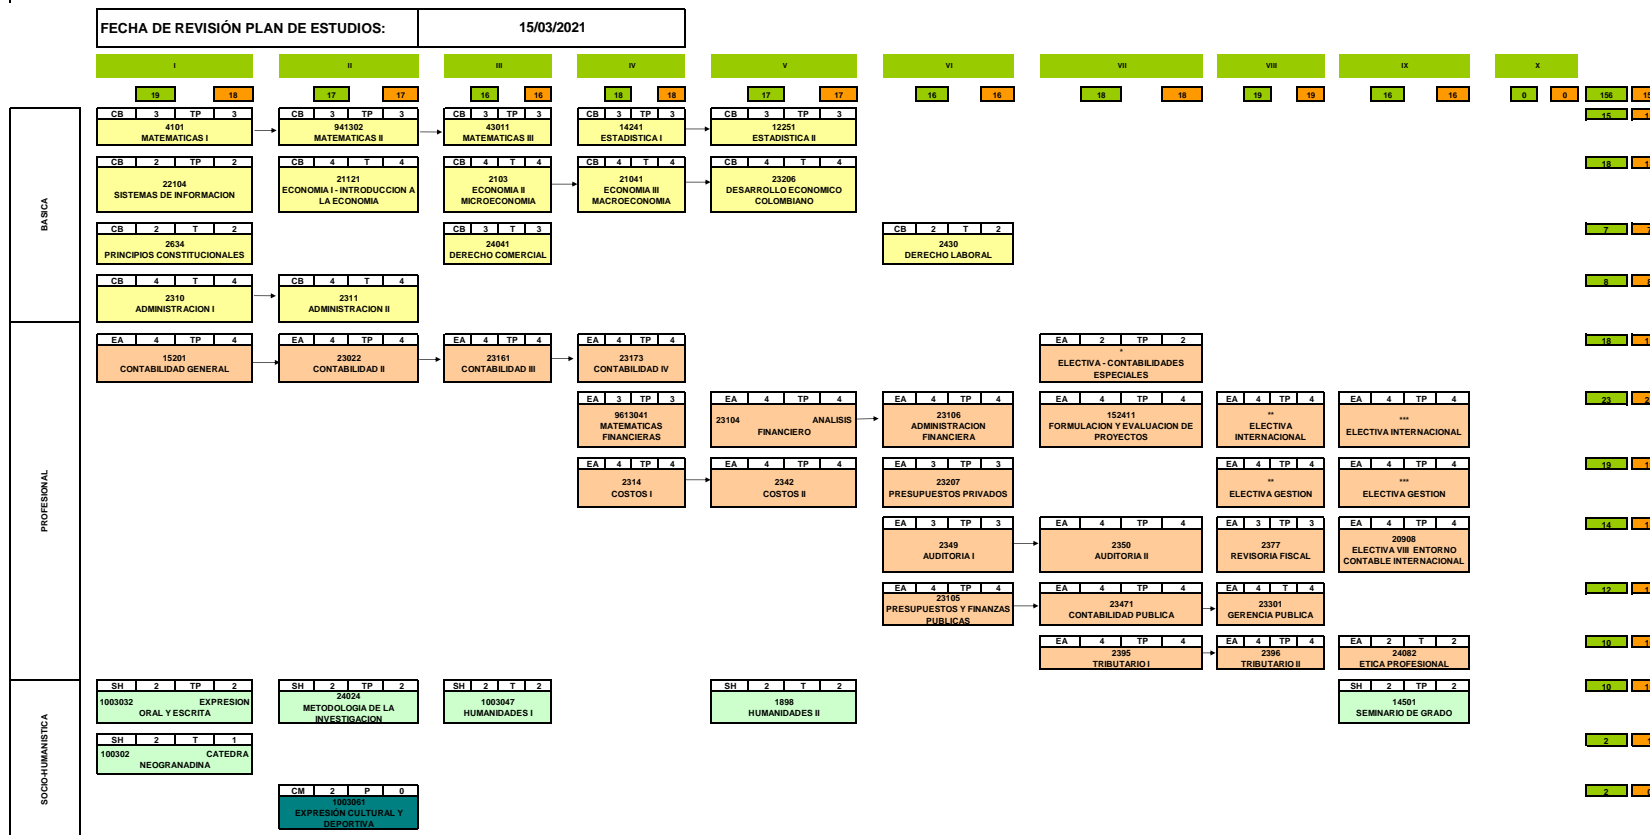 FECHA DE REVISIÓN PLAN DE ESTUDIOS: 15/03/2021
I II III IV V VI VII VIII IX X
19 18 17 17 16 16 18 18 17 17 16 16 18 18 19 19 16 16 0 0 156
BASICA
CB 3 TP 3 CB 3 TP 3 CB 3 TP 3 CB 3 TP 3 CB 3 TP 3 15
4101 941302 43011 14241 12251
MATEMATICAS I MATEMATICAS II MATEMATICAS III ESTADISTICA I ESTADISTICA II
CB 2 TP 2 CB 4 T 4 CB 4 T 4 CB 4 T 4 CB 4 T 4 18
22104 21121 2103 21041 23206
SISTEMAS DE INFORMACION ECONOMIA I - INTRODUCCION A ECONOMIA II ECONOMIA III DESARROLLO ECONOMICO
LA ECONOMIA MICROECONOMIA MACROECONOMIA COLOMBIANO
CB 2 T 2 CB 3 T 3 CB 2 T 2 7
2634 24041 2430
PRINCIPIOS CONSTITUCIONALES DERECHO COMERCIAL DERECHO LABORAL
CB 4 T 4 CB 4 T 4 8
2310 2311
ADMINISTRACION I ADMINISTRACION II
PROFESIONAL
EA 4 TP 4 EA 4 TP 4 EA 4 TP 4 EA 4 TP 4 EA 2 TP 2 18
15201 23022 23161 23173 *
CONTABILIDAD GENERAL CONTABILIDAD II CONTABILIDAD III CONTABILIDAD IV ELECTIVA - CONTABILIDADES
ESPECIALES
EA 3 TP 3 EA 4 TP 4 EA 4 TP 4 EA 4 TP 4 EA 4 TP 4 EA 4 TP 4 23
9613041 23104 ANALISIS 23106 152411 ** ***
MATEMATICAS FINANCIERO ADMINISTRACION FORMULACION Y EVALUACION DE ELECTIVA ELECTIVA INTERNACIONAL
FINANCIERAS FINANCIERA PROYECTOS INTERNACIONAL
EA 4 TP 4 EA 4 TP 4 EA 3 TP 3 EA 4 TP 4 EA 4 TP 4 19
2314 2342 23207 ** ***
COSTOS I COSTOS II PRESUPUESTOS PRIVADOS ELECTIVA GESTION ELECTIVA GESTION
EA 3 TP 3 EA 4 TP 4 EA 3 TP 3 EA 4 TP 4 14
2349 2350 2377 20908
AUDITORIA I AUDITORIA II REVISORIA FISCAL ELECTIVA VIII ENTORNO
CONTABLE INTERNACIONAL
EA 4 TP 4 EA 4 TP 4 EA 4 T 4 12
23105 23471 23301
PRESUPUESTOS Y FINANZAS CONTABILIDAD PUBLICA GERENCIA PUBLICA
PUBLICAS
EA 4 TP 4 EA 4 TP 4 EA 2 T 2 10
2395 2396 24082
TRIBUTARIO I TRIBUTARIO II ETICA PROFESIONAL
SOCIO-HUMANISTICA
SH 2 TP 2 SH 2 TP 2 SH 2 T 2 SH 2 T 2 SH 2 TP 2 10
1003032 EXPRESION 24024 1003047 1898 14501
ORAL Y ESCRITA METODOLOGIA DE LA HUMANIDADES I HUMANIDADES II SEMINARIO DE GRADO
INVESTIGACION
SH 2 T 1 2
100302 CATEDRA
NEOGRANADINA
CM 2 P 0 2
1003061
EXPRESIÓN CULTURAL Y
DEPORTIVA